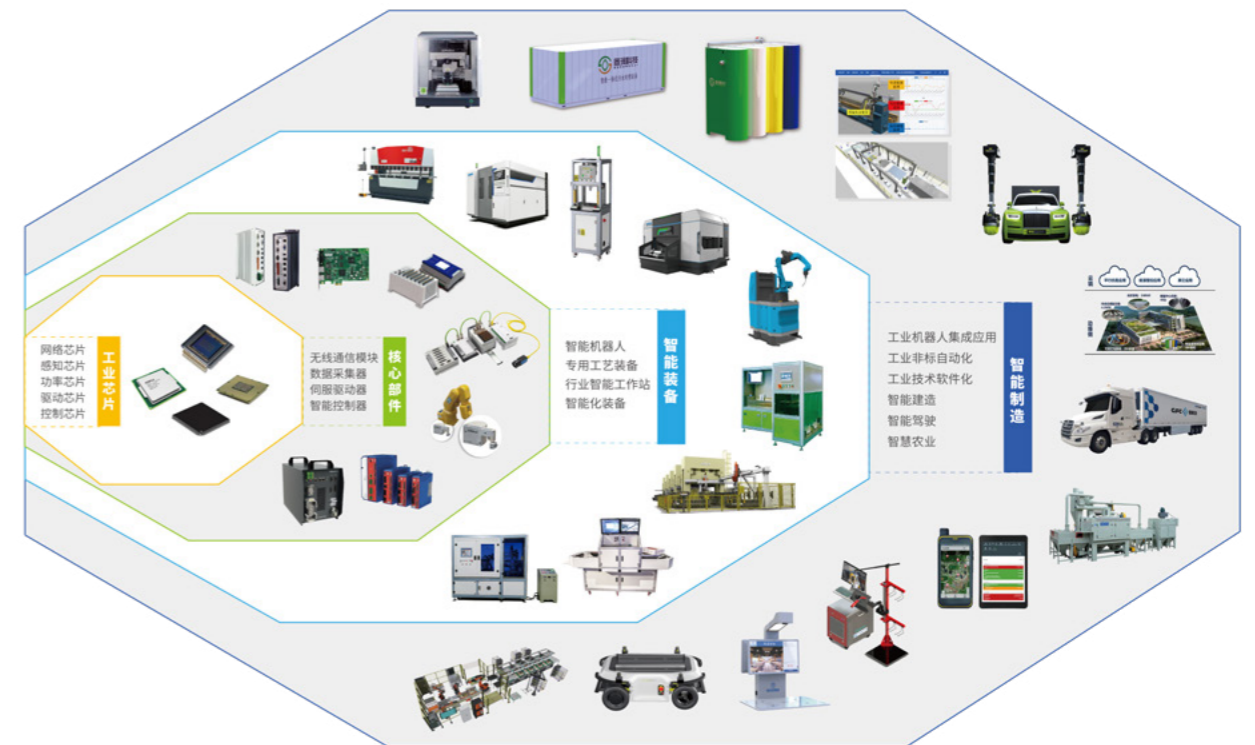 网络芯片
感知芯片
功率芯片
驱动芯片
控制芯片
工业芯片
无线通信模块
数据采集器
伺服驱动器
智能控制器
核心部件
智能机器人
专用工艺装备
行业智能工作站
智能化装备
智能装备
工业机器人集成应用
工业非标自动化
工业技术软件化
智能建造
智能驾驶
智慧农业
智能制造